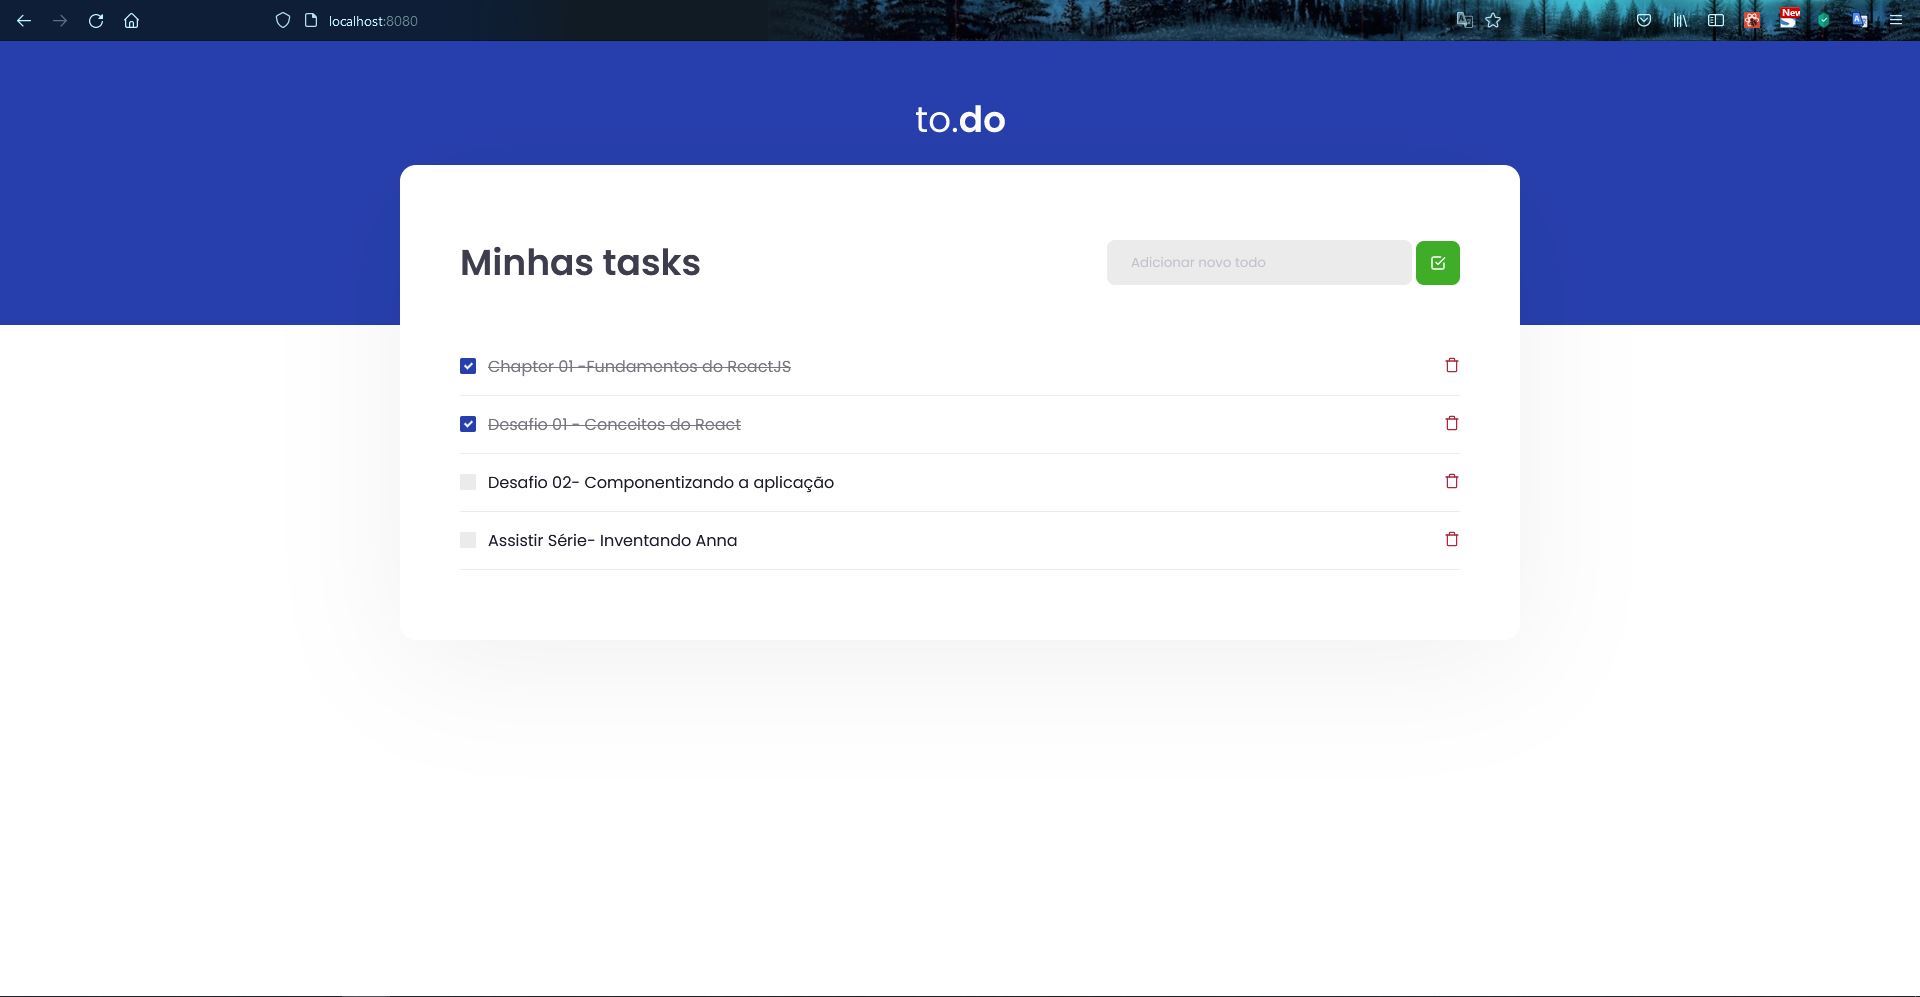 localhost:8080
New
to.do
Minhas tasks
Adicionar novo todo
Chapter 01 -Fundamentos do ReactJS
Desafio 01 - Conceitos do React
Desafio 02- Componentizando a aplicação
Assistir Série- Inventando Anna